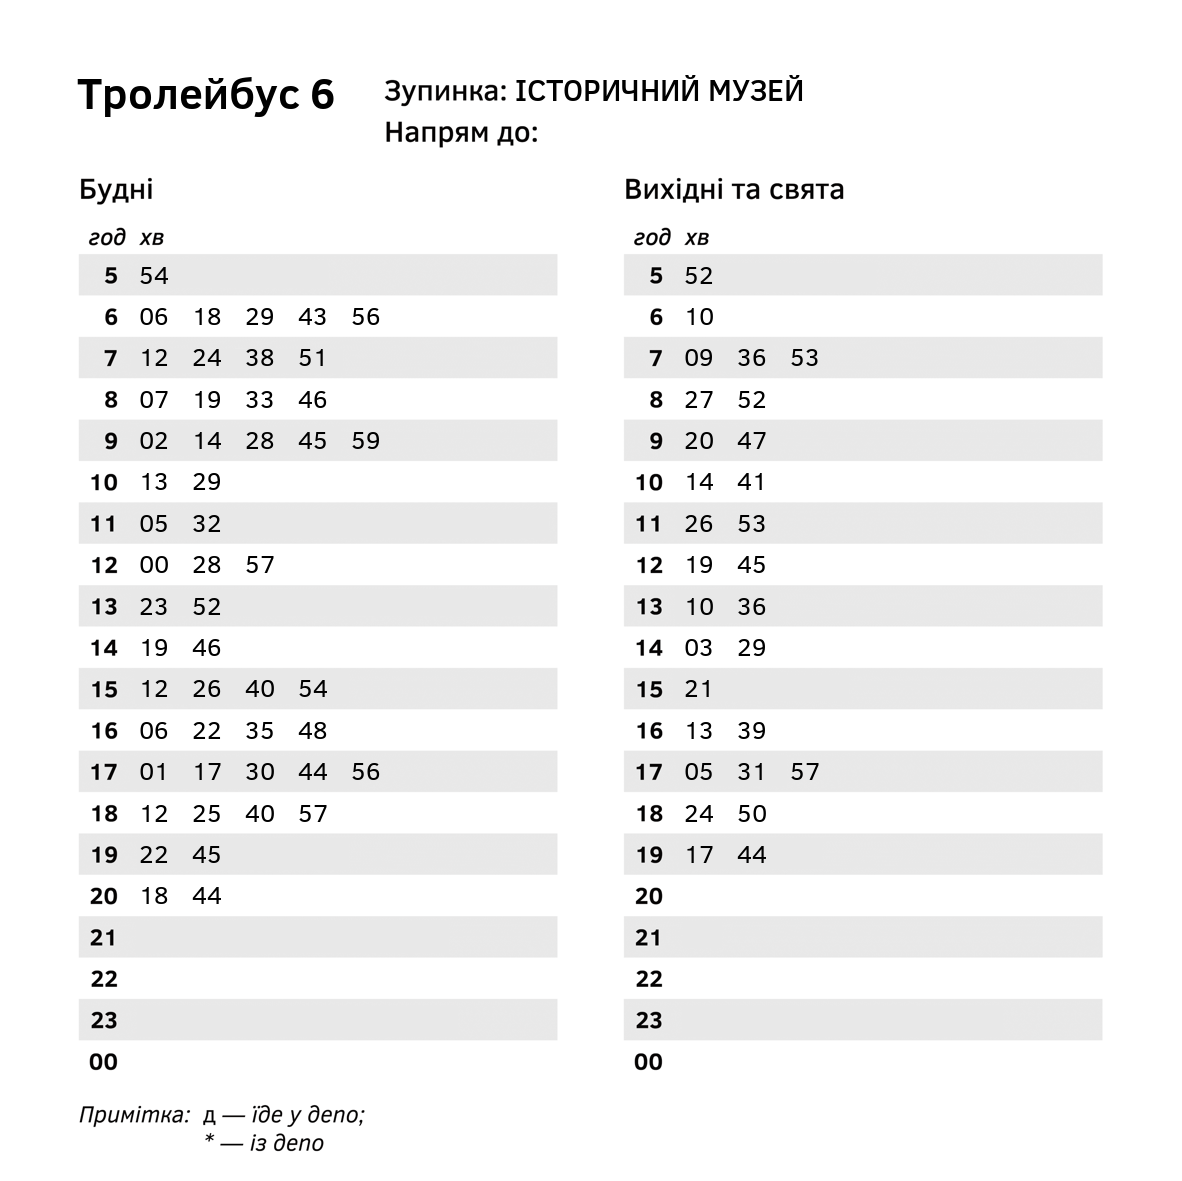 Тролейбус 6
Зупинка: ІСТОРИЧНИЙ МУЗЕЙ
Напрям до:
Будні
год хв
5 54
6 06 18 29 43 56
7 12 24 38 51
8 07 19 33 46
9 02 14 28 45 59
10 13 29
11 05 32
12 00 28 57
13 23 52
14 19 46
15 12 26 40 54
16 06 22 35 48
17 01 17 30 44 56
18 12 25 40 57
19 22 45
20 18 44
21
22
23
00
Вихідні та свята
год хв
5 52
6 10
7 09 36 53
8 27 52
9 20 47
10 14 41
11 26 53
12 19 45
13 10 36
14 03 29
15 21
16 13 39
17 05 31 57
18 24 50
19 17 44
20
21
22
23
00
Примітка: д — їде у депо;
* — із депо